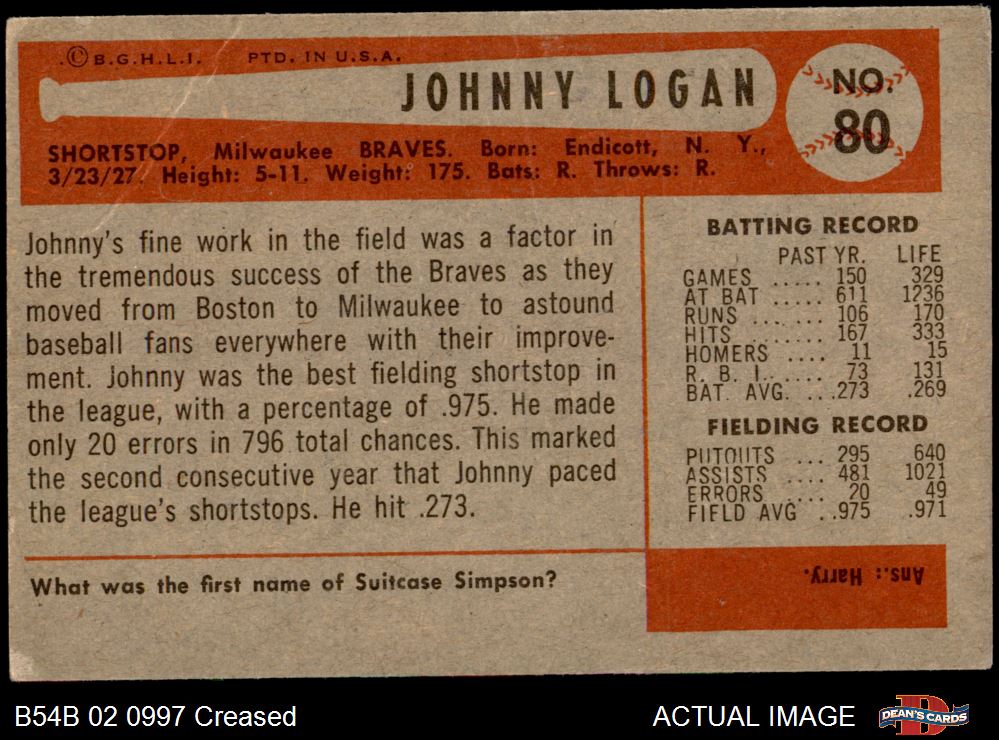 ©B.G.H.L.I. PTD. IN U.S.A.
JOHNNY LOGAN
NO.
80
SHORTSTOP, Milwaukee BRAVES. Born: Endicott, N. Y.,
3/23/27. Height: 5-11. Weight: 175. Bats: R. Throws: R.
Johnny's fine work in the field was a factor in
the tremendous success of the Braves as they
moved from Boston to Milwaukee to astound
baseball fans everywhere with their improve-
ment. Johnny was the best fielding shortstop in
the league, with a percentage of .975. He made
only 20 errors in 796 total chances. This marked
the second consecutive year that Johnny paced
the league's shortstops. He hit .273.
What was the first name of Suitcase Simpson?
BATTING RECORD
PAST YR. LIFE
GAMES ..... 150 329
AT BAT ..... 611 1236
RUNS ....... 106 170
HITS ....... 167 333
HOMERS .... 11 15
R. B. I. ..... 73 131
BAT. AVG. ...273 .269
FIELDING RECORD
PUTOUTS ... 295 640
ASSISTS .... 481 1021
ERRORS .... 20 49
FIELD AVG ..975 .971
Ans.: Harry.
B54B 02 0997 Creased
ACTUAL IMAGE
DEAN'S CARDS